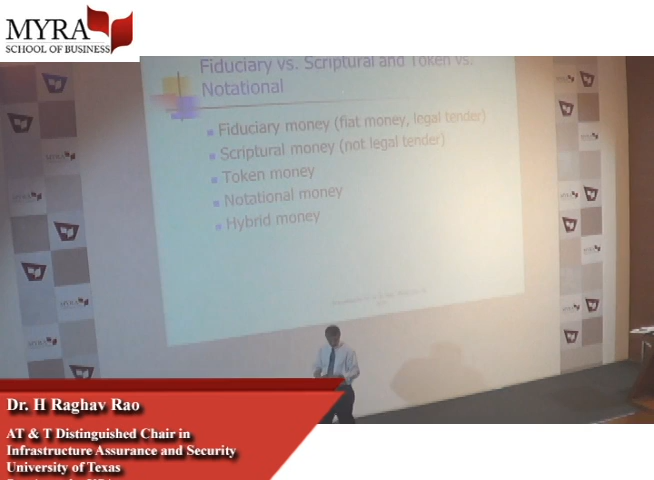 MYRA
SCHOOL OF BUSINESS
Fiduciary vs. Scriptural and Token vs.
Notational
Fiduciary money (fiat money, legal tender)
Scriptural money (not legal tender)
Token money
Notational money
Hybrid money
Dr. H Raghav Rao
AT & T Distinguished Chair in
Infrastructure Assurance and Security
University of Texas